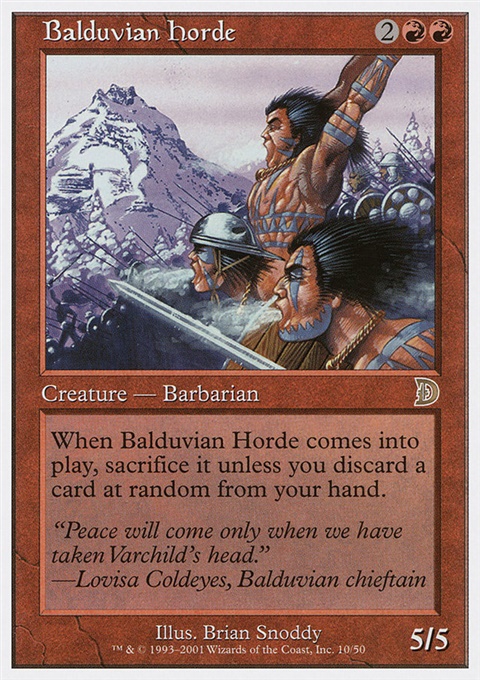 Balduvian Horde 2
Creature — Barbarian
When Balduvian Horde comes into
play, sacrifice it unless you discard a
card at random from your hand.
“Peace will come only when we have
taken Varchild’s head.”
—Lovisa Coldeyes, Balduvian chieftain
Illus. Brian Snoddy
™ & © 1993–2001 Wizards of the Coast, Inc. 10/50
5/5